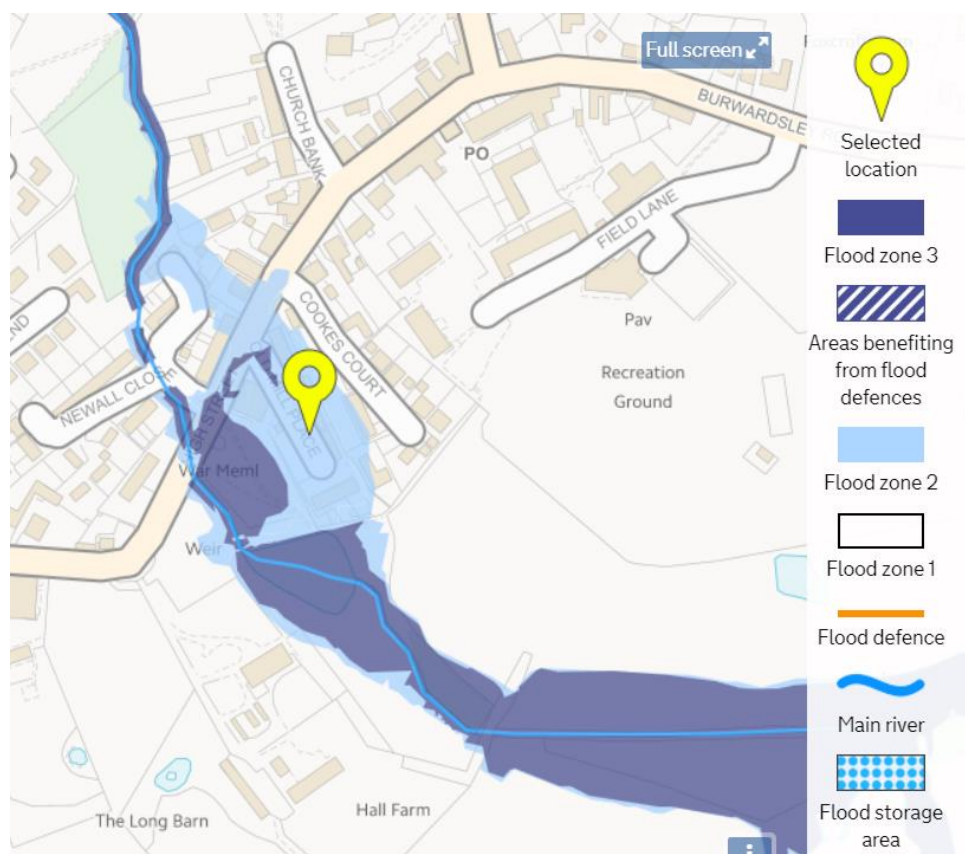 Full screen
CHURCH BANK
BURWARDSLEY R
PO
FIELD LANE
COOKES COURT
Pav
Recreation
Ground
NEWALL CLOSE
PLACE
War Meml
Weir
Hall Farm
The Long Barn
Selected
location
Flood zone 3
Areas benefiting
from flood
defences
Flood zone 2
Flood zone 1
Flood defence
Main river
Flood storage
area
i